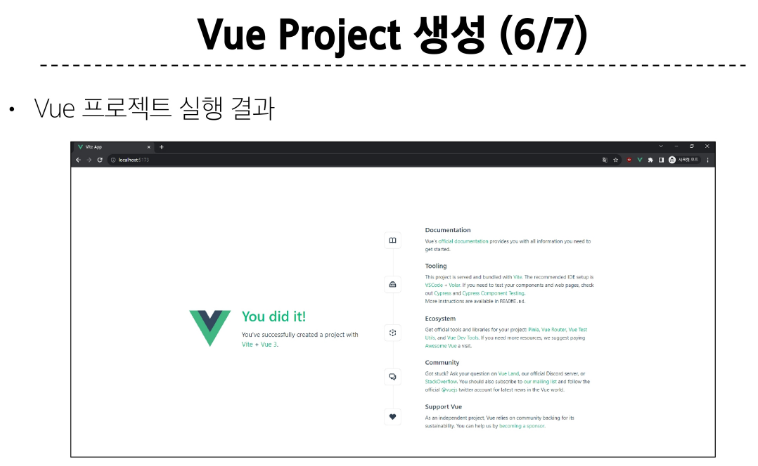 Vue Project 생성 (6/7)
• Vue 프로젝트 실행 결과
Vite App
localhost:5173
Documentation
Vue's official documentation provides you with all information you need to
get started.
Tooling
This project is served and bundled with Vite. The recommended IDE setup is
VSCode + Volar. If you need to test your components and web pages, check
out Cypress and Cypress Component Testing.
More instructions are available in README.md.
You did it!
You've successfully created a project with
Vite + Vue 3.
Ecosystem
Get official tools and libraries for your project: Pinia, Vue Router, Vue Test
Utils, and Vue Dev Tools. If you need more resources, we suggest paying
Awesome Vue a visit.
Community
Got stuck? Ask your question on Vue Land, our official Discord server, or
StackOverflow. You should also subscribe to our mailing list and follow the
official @vuejs twitter account for latest news in the Vue world.
Support Vue
As an independent project, Vue relies on community backing for its
sustainability. You can help us by becoming a sponsor.